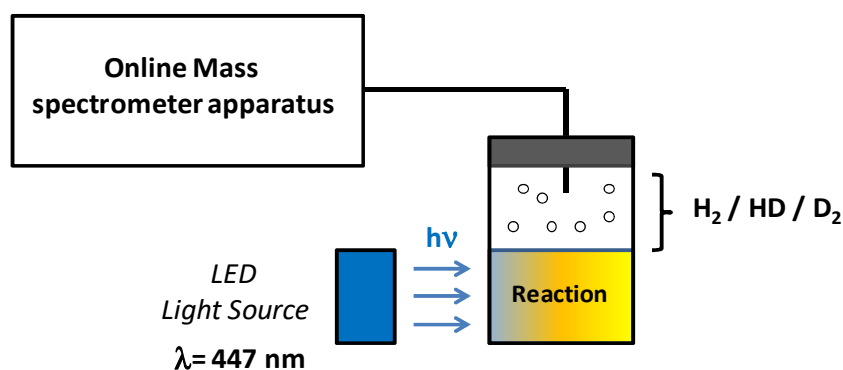 Online Mass
spectrometer apparatus
H₂ / HD / D₂
hν
LED
Light Source
λ= 447 nm
Reaction